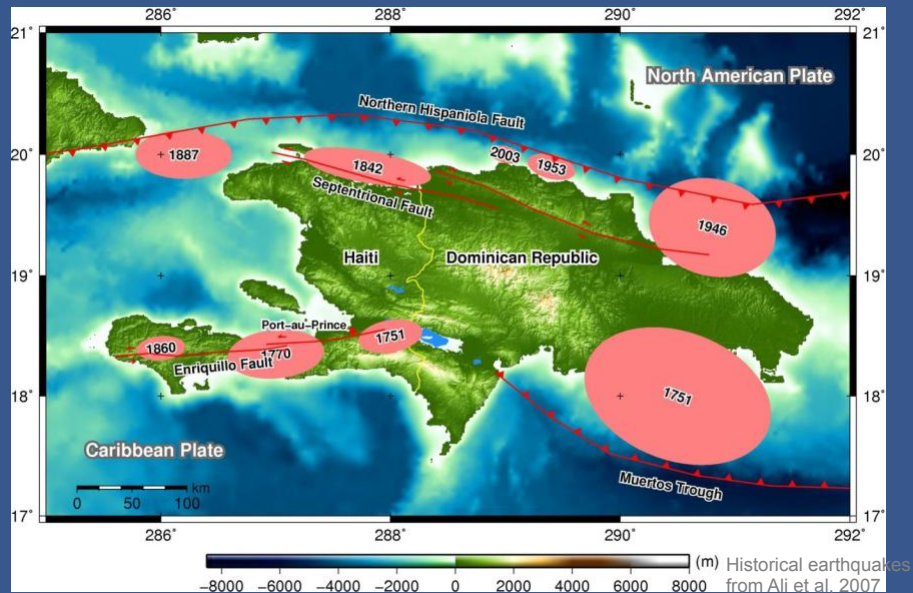 286° 288° 290° 292°
21° 21°
North American Plate
Northern Hispaniola Fault
20° 1887 1842 2003 1953 20°
Septentrional Fault
1946
Haiti Dominican Republic
19° 19°
Port-au-Prince
1860 1770 1751
Enriquillo Fault
1751
18° 18°
Caribbean Plate
km
0 50 100
Muertos Trough
17° 17°
286° 288° 290° 292°
(m)
−8000 −6000 −4000 −2000 0 2000 4000 6000 8000
Historical earthquakes
from Ali et al. 2007